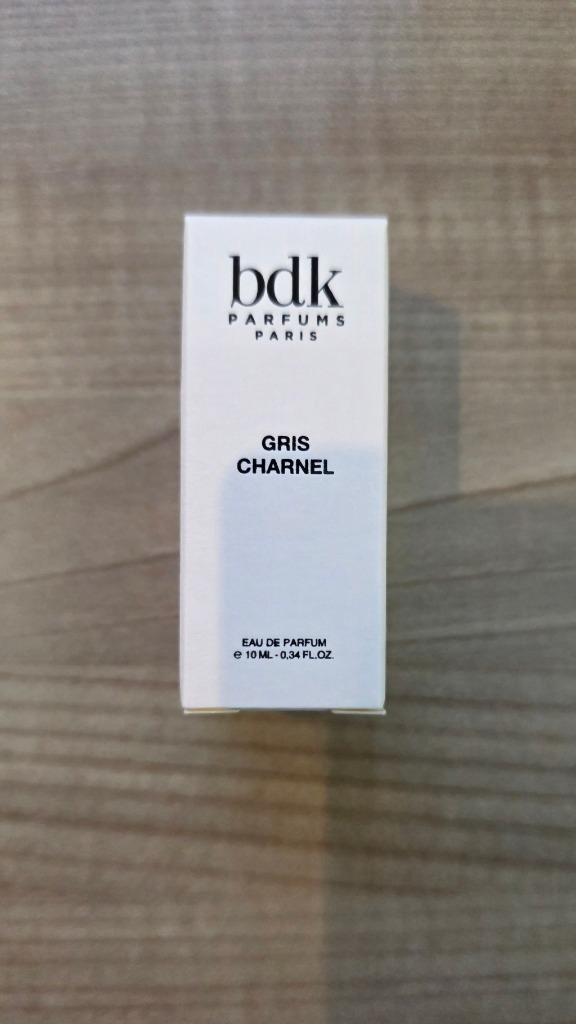 bdk
PARFUMS
PARIS
GRIS
CHARNEL
EAU DE PARFUM
℮ 10 ML - 0,34 FL.OZ.